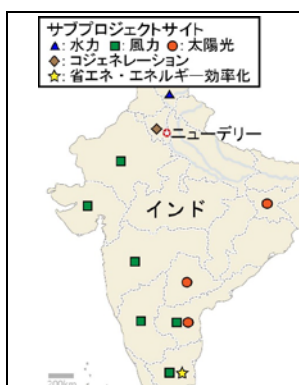 サブプロジェクトサイト
▲: 水力 ■: 風力 ●: 太陽光
◆: コジェネレーション
☆: 省エネ・エネルギー効率化
ニューデリー
インド
200km